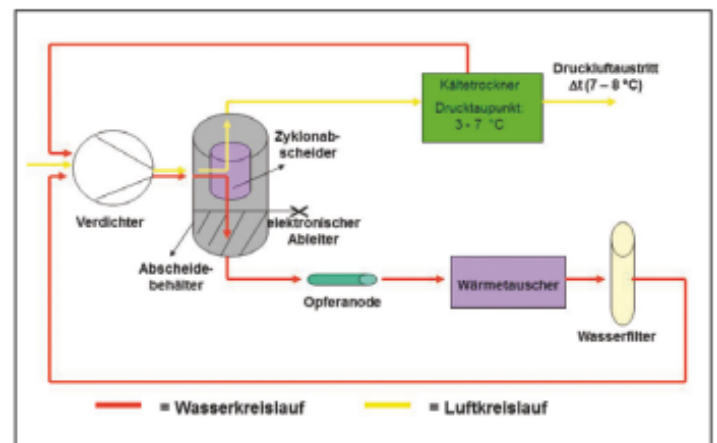 Kältetrockner
Drucktaupunkt:
3 - 7 °C
Druckluftaustritt
Δt (7 – 8 °C)
Zyklonab-
scheider
Verdichter
elektronischer
Ableiter
Abscheide-
behälter
Opferanode
Wärmetauscher
Wasserfilter
= Wasserkreislauf
= Luftkreislauf